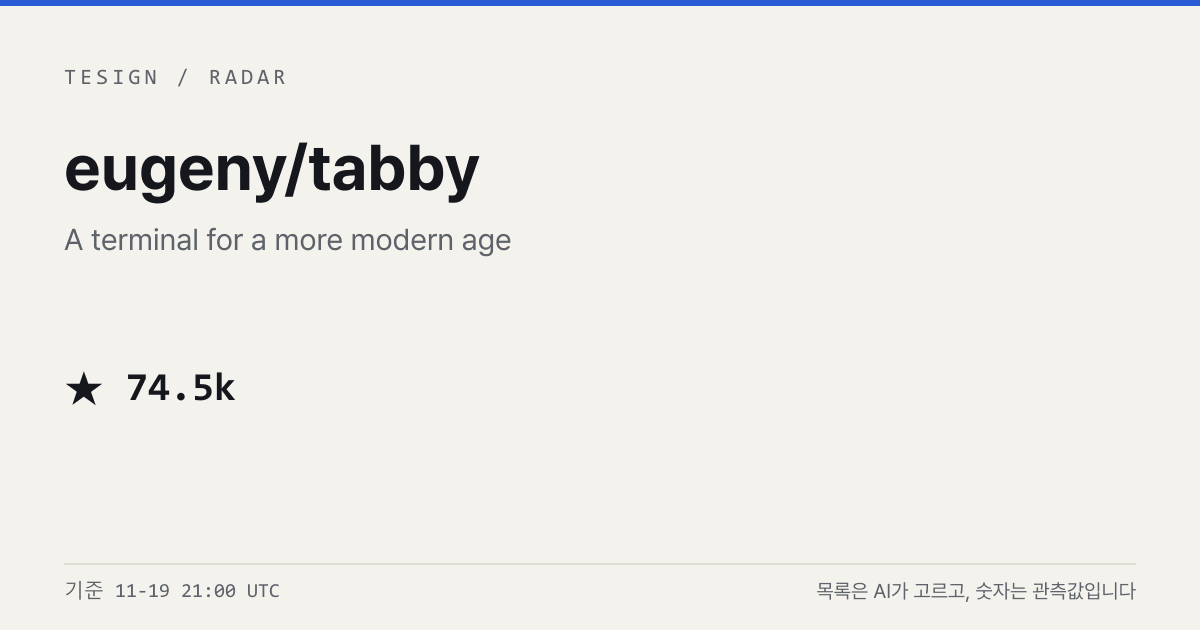 TESIGN / RADAR
eugeny/tabby
A terminal for a more modern age
★ 74.5k
기준 11-19 21:00 UTC
목록은 AI가 고르고, 숫자는 관측값입니다